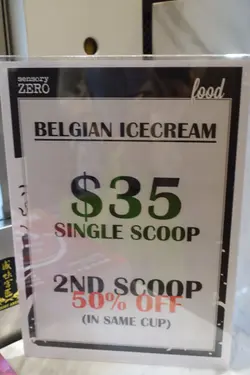 sensory
ZERO
food
BELGIAN ICECREAM
$35
SINGLE SCOOP
2ND SCOOP
50% OFF
(IN SAME CUP)